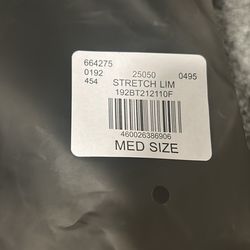 664275
0192 25050 0495
454 STRETCH LIM
192BT212110F
460026386906
MED SIZE